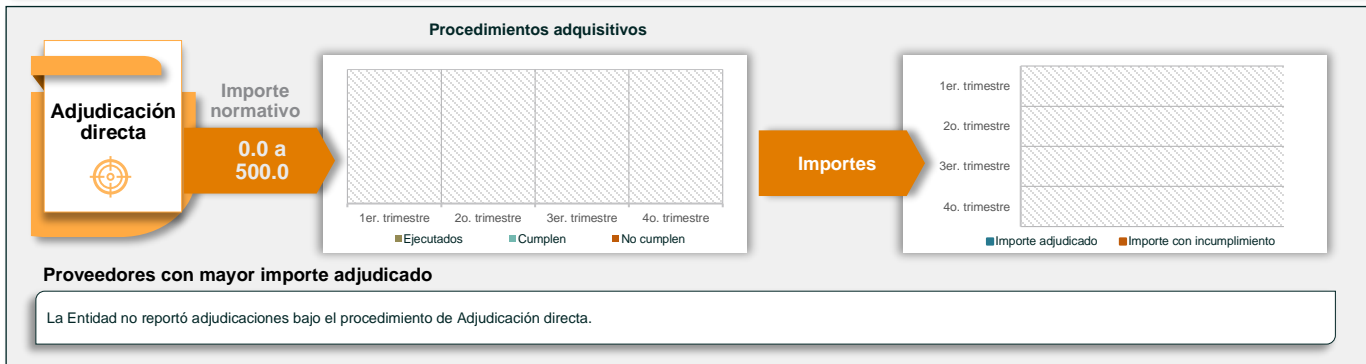 Procedimientos adquisitivos
Adjudicación
directa
Importe
normativo
0.0 a
500.0
1er. trimestre 2o. trimestre 3er. trimestre 4o. trimestre
Ejecutados Cumplen No cumplen
Importes
1er. trimestre
2o. trimestre
3er. trimestre
4o. trimestre
Importe adjudicado Importe con incumplimiento
Proveedores con mayor importe adjudicado
La Entidad no reportó adjudicaciones bajo el procedimiento de Adjudicación directa.